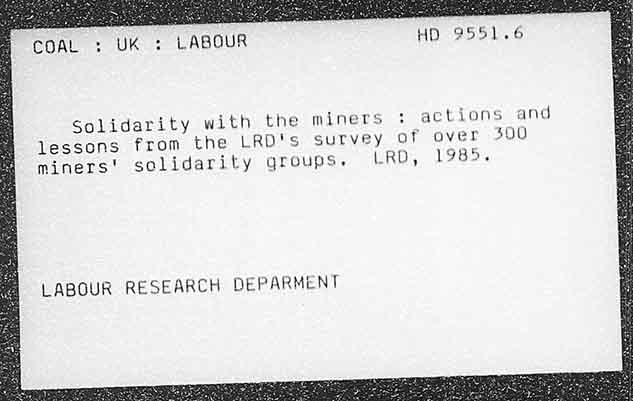 COAL : UK : LABOUR
HD 9551.6
Solidarity with the miners : actions and
lessons from the LRD's survey of over 300
miners' solidarity groups. LRD, 1985.
LABOUR RESEARCH DEPARMENT